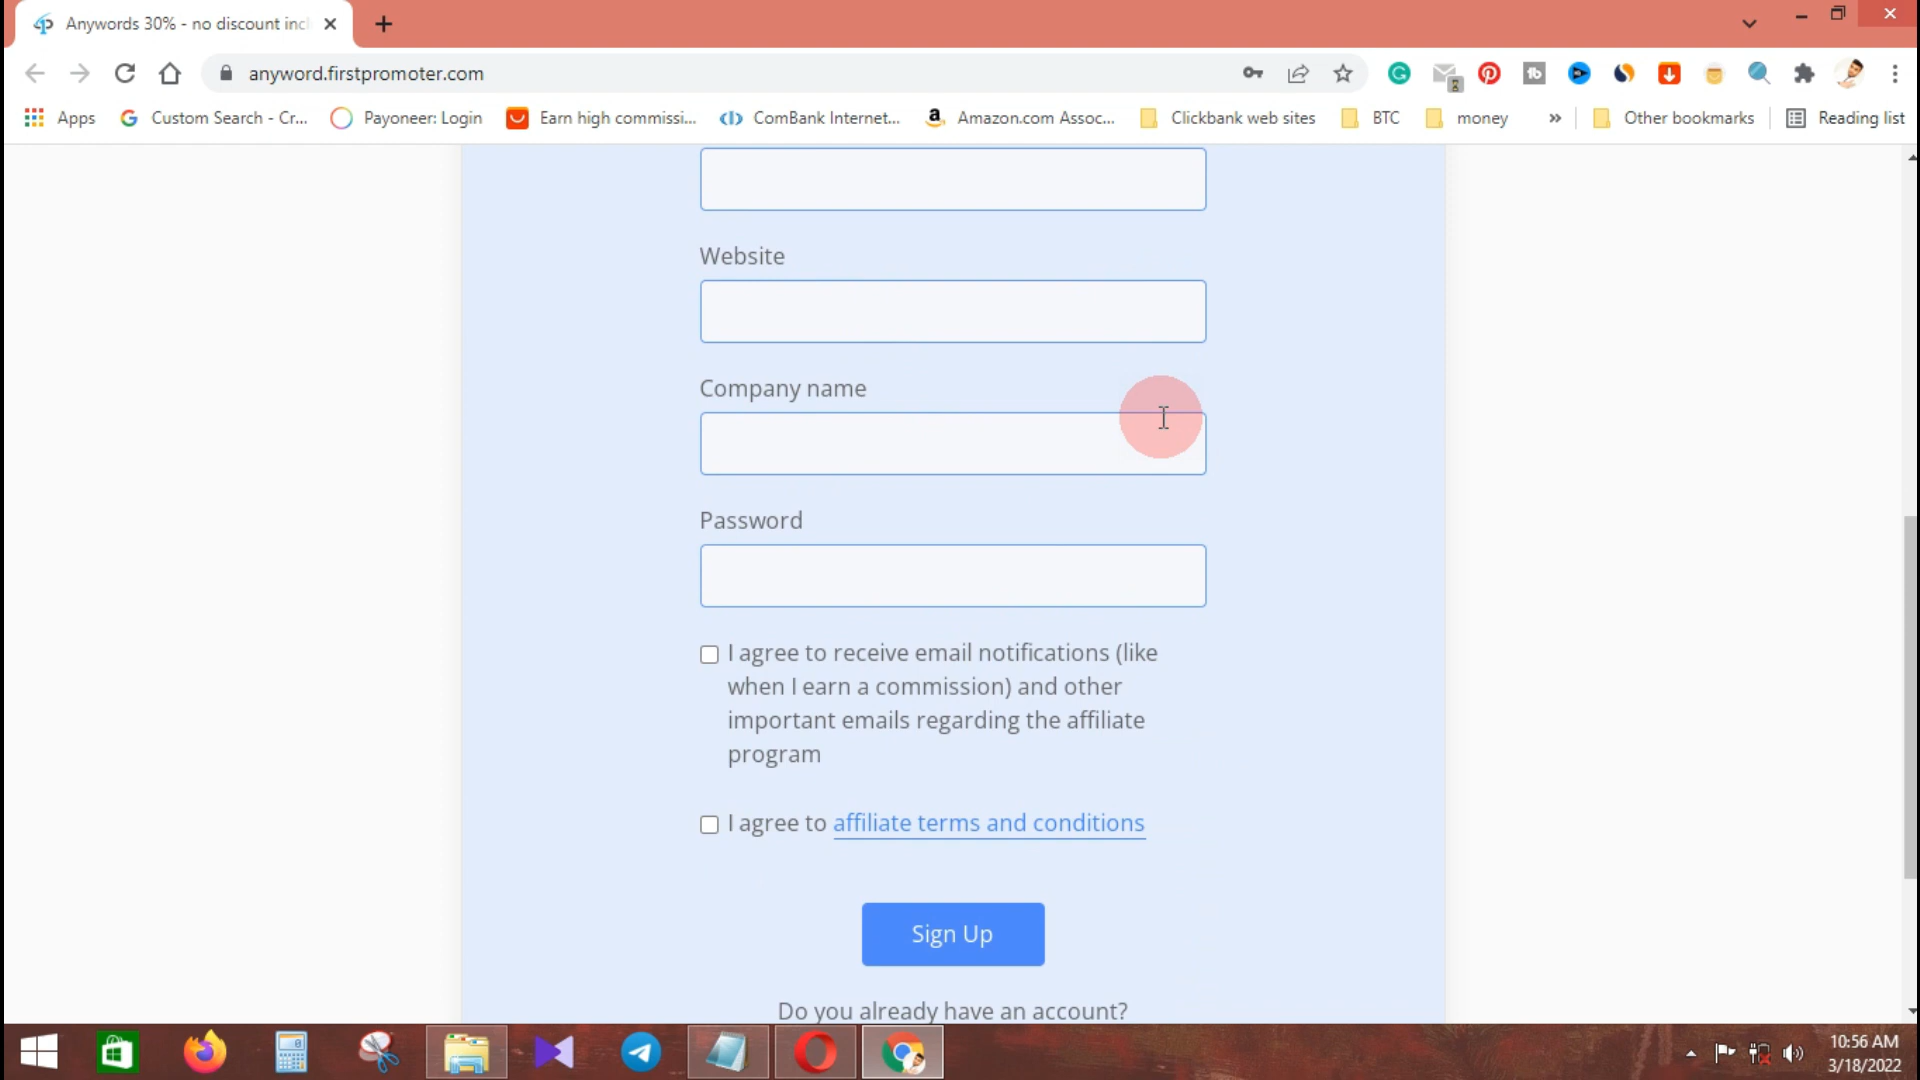 Anywords 30% - no discount incl
anyword.firstpromoter.com
Apps
Custom Search - Cr...
Payoneer: Login
Earn high commissi...
ComBank Internet...
Amazon.com Assoc...
Clickbank web sites
BTC
money
»
Other bookmarks
Reading list
Website
Company name
Password
I agree to receive email notifications (like
when I earn a commission) and other
important emails regarding the affiliate
program
I agree to affiliate terms and conditions
Sign Up
Do you already have an account?
10:56 AM
3/18/2022